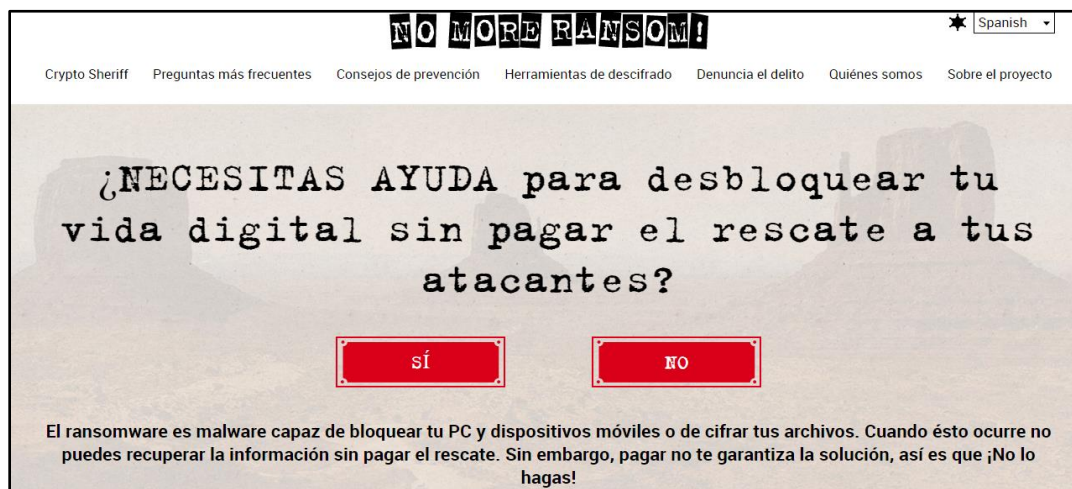 NO MORE RANSOM!
Spanish
Crypto Sheriff Preguntas más frecuentes Consejos de prevención Herramientas de descifrado Denuncia el delito Quiénes somos Sobre el proyecto
¿NECESITAS AYUDA para desbloquear tu
vida digital sin pagar el rescate a tus
atacantes?
SÍ NO
El ransomware es malware capaz de bloquear tu PC y dispositivos móviles o de cifrar tus archivos. Cuando ésto ocurre no
puedes recuperar la información sin pagar el rescate. Sin embargo, pagar no te garantiza la solución, así es que ¡No lo
hagas!